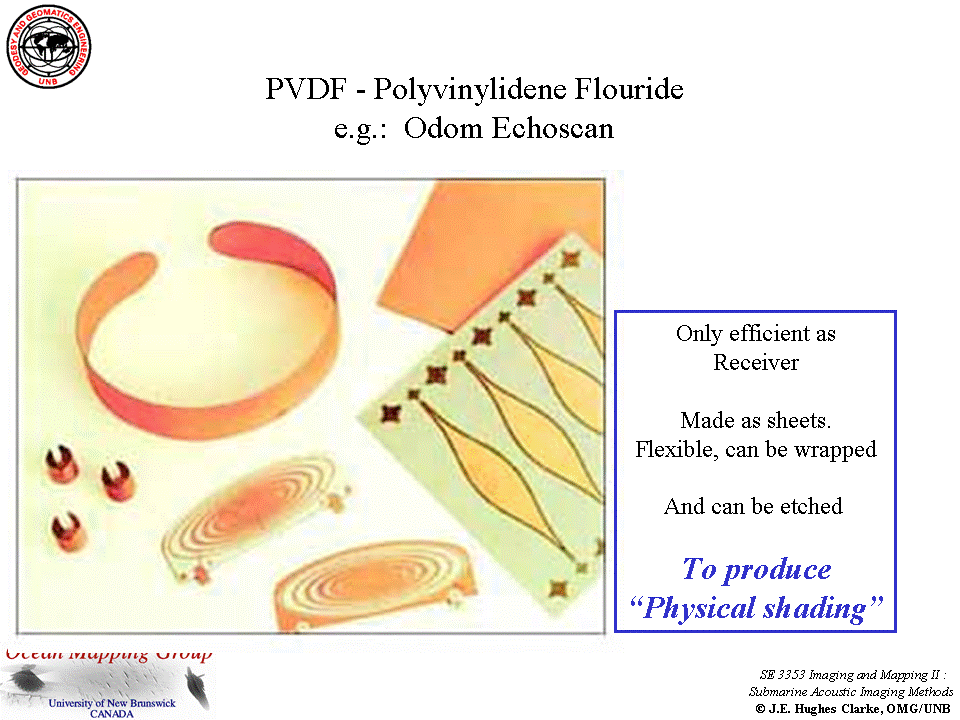 GEODESY AND GEOMATICS ENGINEERING
UNB
PVDF - Polyvinylidene Flouride
e.g.: Odom Echoscan
Only efficient as
Receiver
Made as sheets.
Flexible, can be wrapped
And can be etched
To produce
“Physical shading”
Ocean Mapping Group
University of New Brunswick
CANADA
SE 3353 Imaging and Mapping II :
Submarine Acoustic Imaging Methods
© J.E. Hughes Clarke, OMG/UNB